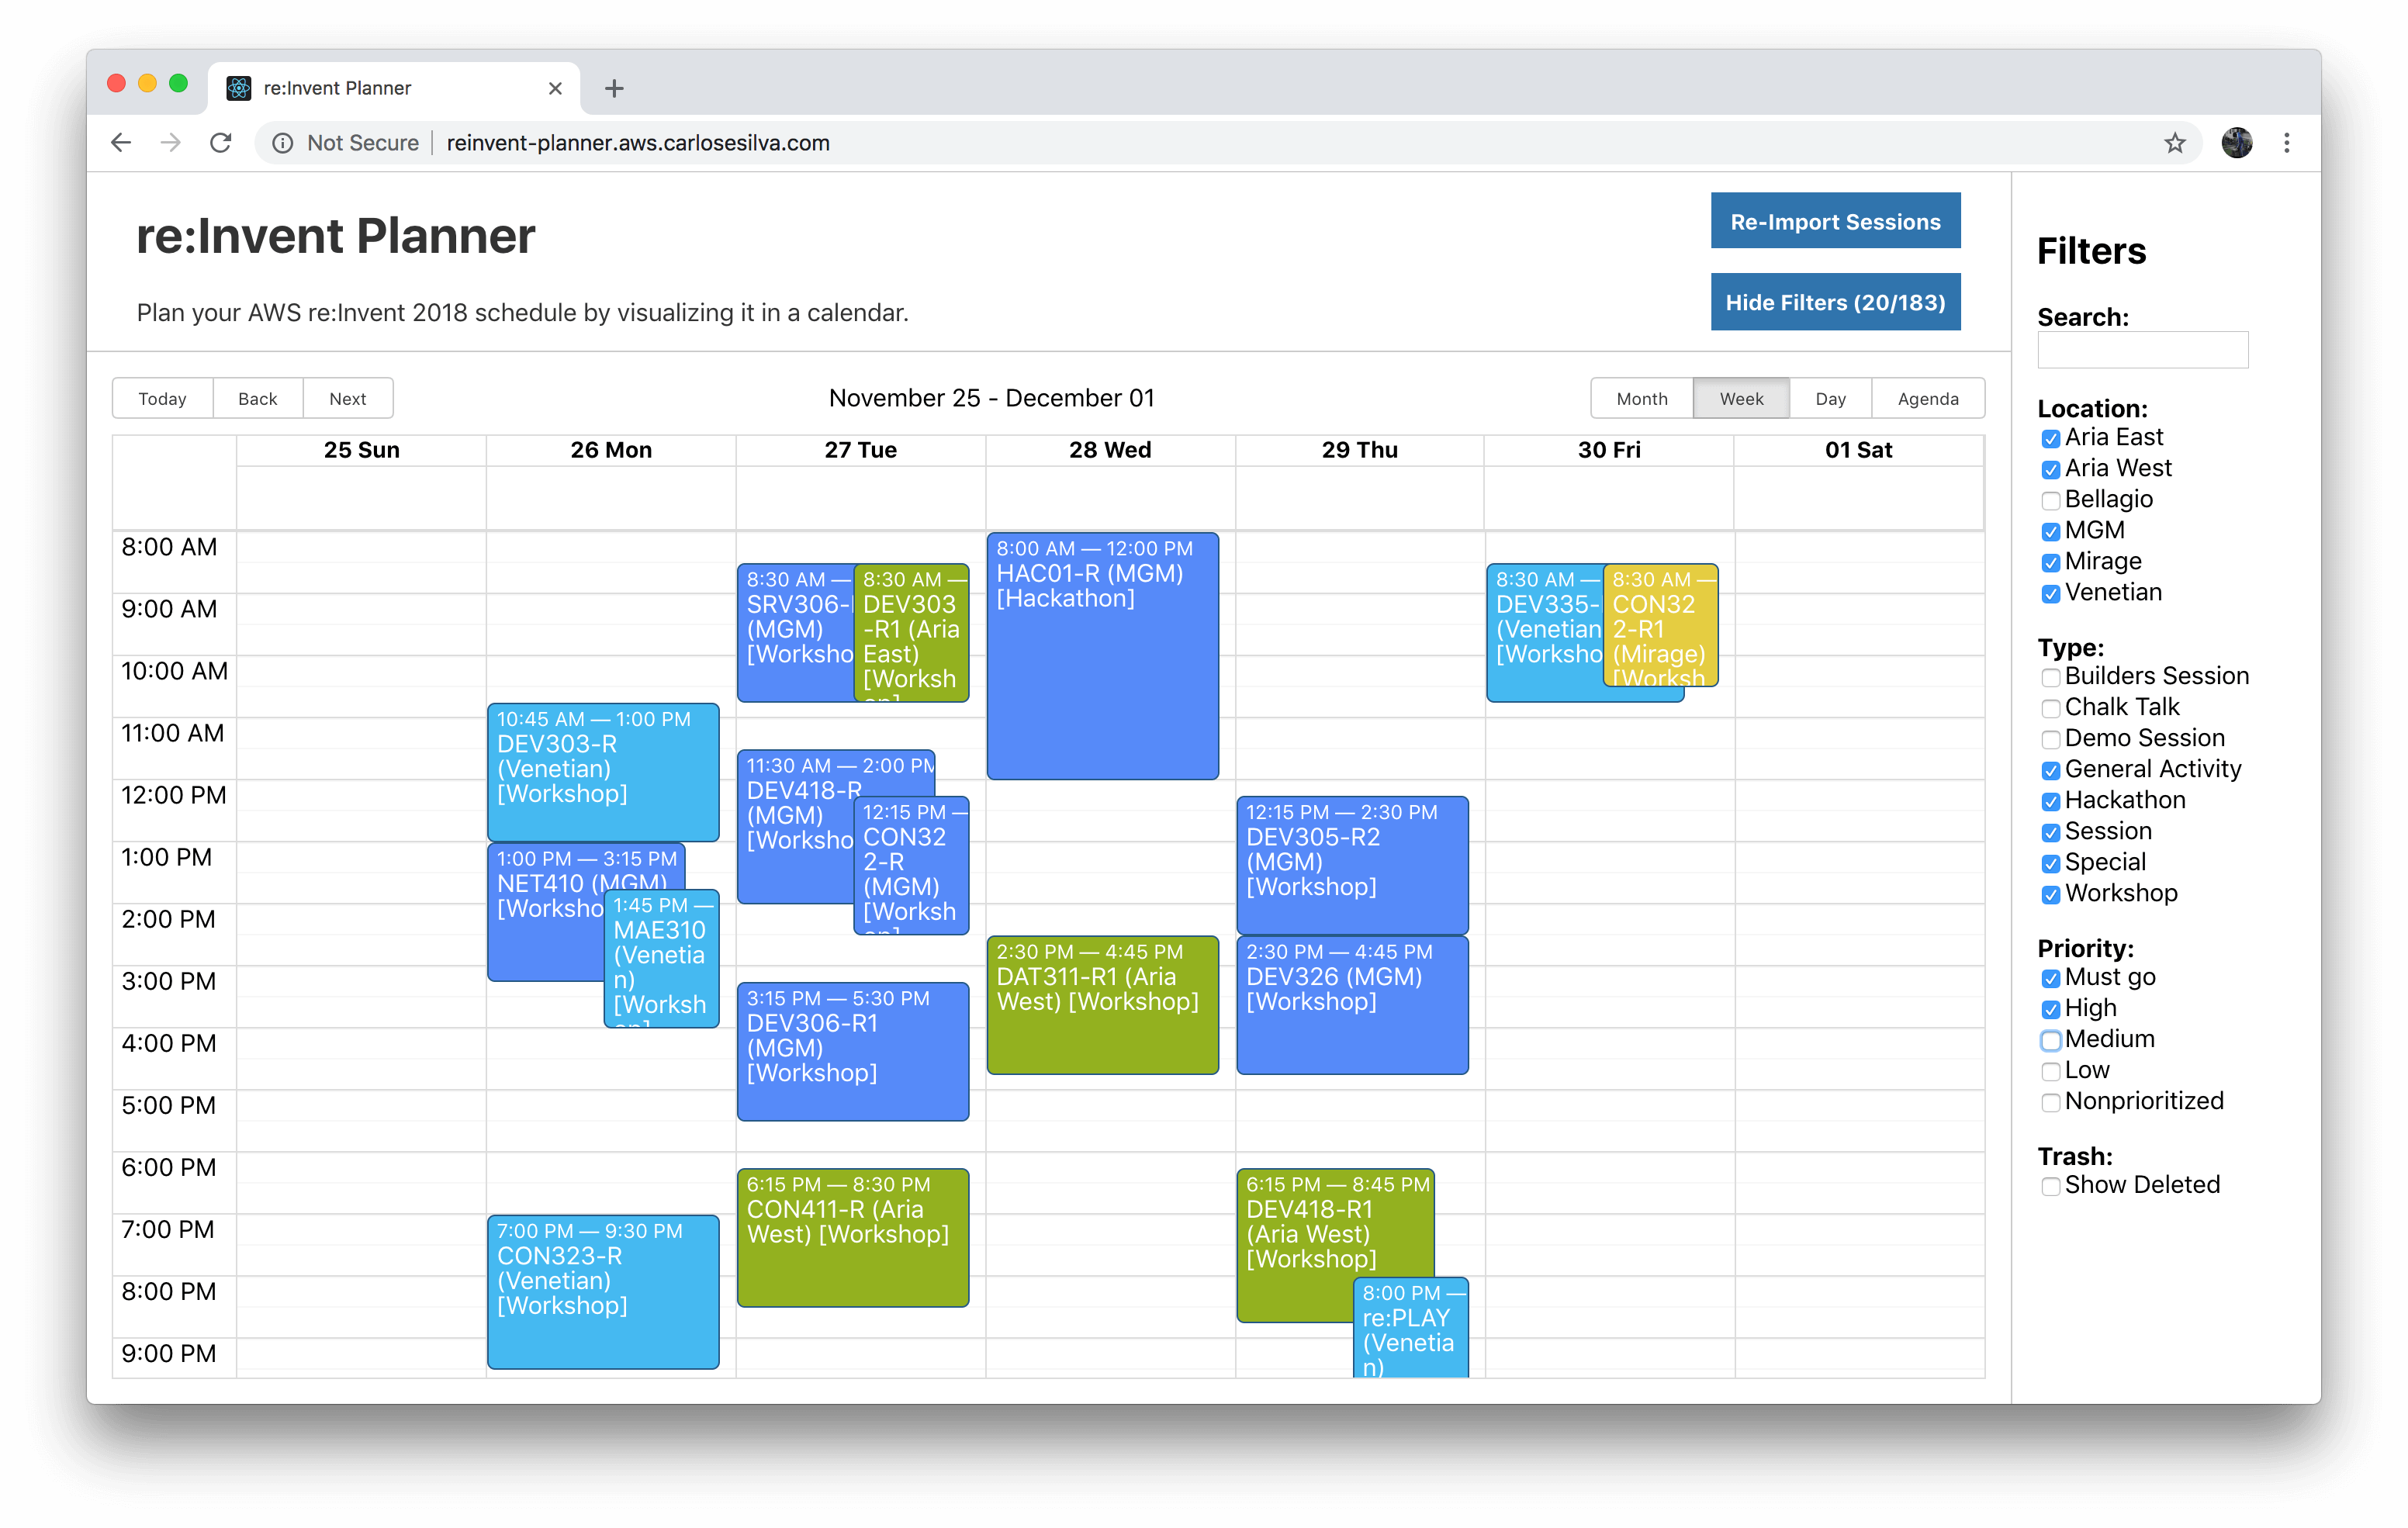 re:Invent Planner
Not Secure
reinvent-planner.aws.carlosesilva.com
re:Invent Planner
Plan your AWS re:Invent 2018 schedule by visualizing it in a calendar.
Re-Import Sessions
Hide Filters (20/183)
Today Back Next
November 25 - December 01
Month Week Day Agenda
25 Sun 26 Mon 27 Tue 28 Wed 29 Thu 30 Fri 01 Sat
8:00 AM
9:00 AM
10:00 AM
11:00 AM
12:00 PM
1:00 PM
2:00 PM
3:00 PM
4:00 PM
5:00 PM
6:00 PM
7:00 PM
8:00 PM
9:00 PM
10:45 AM — 1:00 PM
DEV303-R
(Venetian)
[Workshop]
1:00 PM — 3:15 PM
NET410 (MGM)
[Worksho
1:45 PM —
MAE310
(Venetia
n)
[Worksh
7:00 PM — 9:30 PM
CON323-R
(Venetian)
[Workshop]
8:30 AM —
SRV306-
(MGM)
[Worksho
8:30 AM —
DEV303
-R1 (Aria
East)
[Worksh
11:30 AM — 2:00 PM
DEV418-R
(MGM)
[Worksho
12:15 PM —
CON32
2-R
(MGM)
[Worksh
3:15 PM — 5:30 PM
DEV306-R1
(MGM)
[Workshop]
6:15 PM — 8:30 PM
CON411-R (Aria
West) [Workshop]
8:00 AM — 12:00 PM
HAC01-R (MGM)
[Hackathon]
2:30 PM — 4:45 PM
DAT311-R1 (Aria
West) [Workshop]
12:15 PM — 2:30 PM
DEV305-R2
(MGM)
[Workshop]
2:30 PM — 4:45 PM
DEV326 (MGM)
[Workshop]
6:15 PM — 8:45 PM
DEV418-R1
(Aria West)
[Workshop]
8:00 PM —
re:PLAY
(Venetia
n)
8:30 AM —
DEV335-
(Venetian
[Worksho
8:30 AM —
CON32
2-R1
(Mirage)
[Worksh
Filters
Search:
Location:
Aria East
Aria West
Bellagio
MGM
Mirage
Venetian
Type:
Builders Session
Chalk Talk
Demo Session
General Activity
Hackathon
Session
Special
Workshop
Priority:
Must go
High
Medium
Low
Nonprioritized
Trash:
Show Deleted